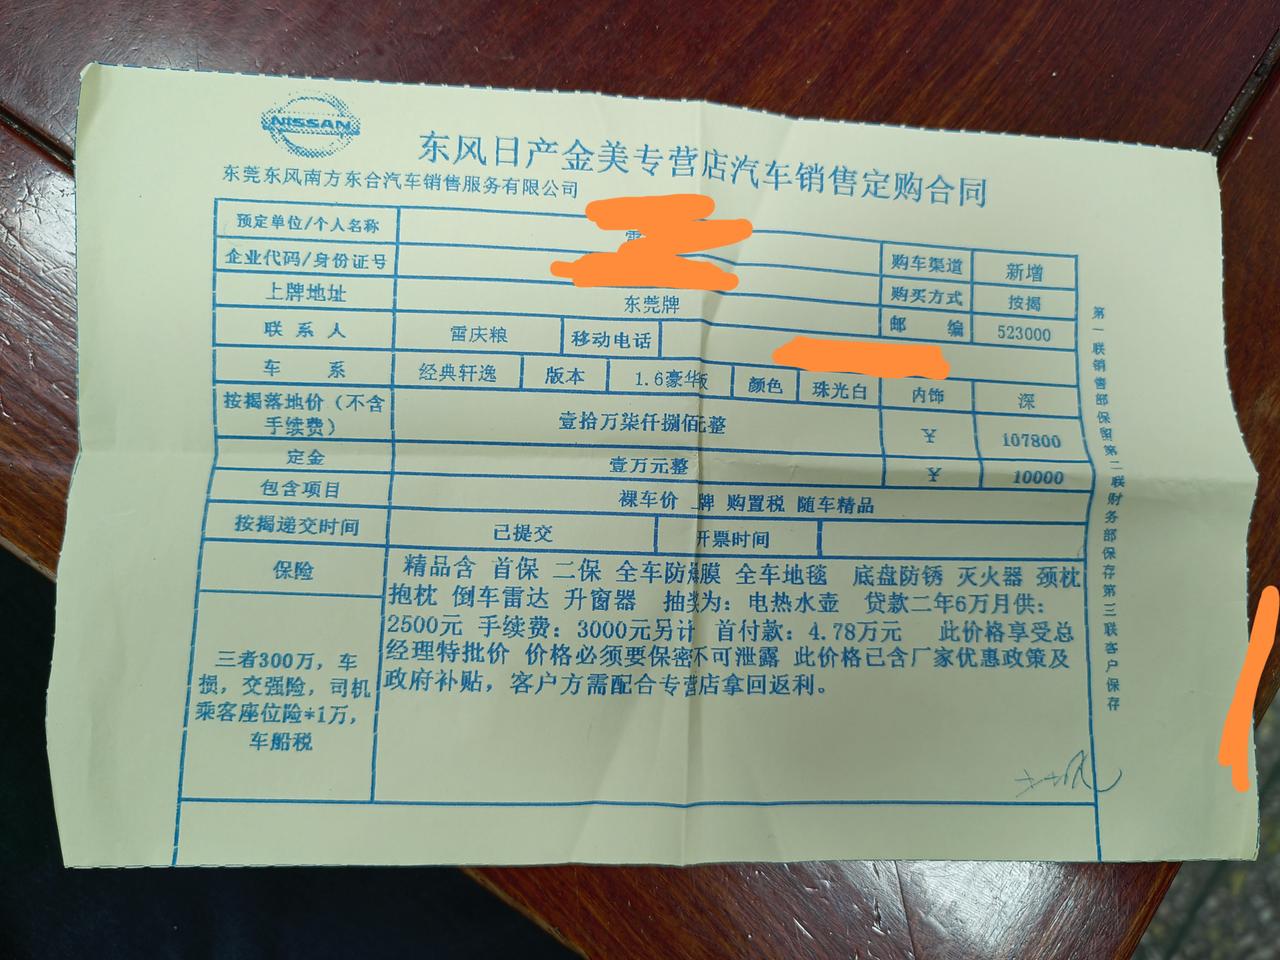 NISSAN
东风日产金美专营店汽车销售定购合同
东莞东风南方东合汽车销售服务有限公司
预定单位/个人名称
企业代码/身份证号 购车渠道 新增
上牌地址 东莞牌 购买方式 按揭
联系人 雷庆粮 移动电话 邮编 523000
车系 经典轩逸 版本 1.6豪华版 颜色 珠光白 内饰 深
按揭落地价（不含手续费） 壹拾万柒仟捌佰元整 ¥ 107800
定金 壹万元整 ¥ 10000
包含项目 裸车价 牌 购置税 随车精品
按揭递交时间 已提交 开票时间
保险
三者300万，车
损，交强险，司机
乘客座位险*1万，
车船税
精品含 首保 二保 全车防爆膜 全车地毯 底盘防锈 灭火器 颈枕
抱枕 倒车雷达 升窗器 抽奖为：电热水壶 贷款二年6万月供：
2500元 手续费：3000元另计 首付款：4.78万元 此价格享受总
经理特批价 价格必须要保密不可泄露 此价格已含厂家优惠政策及
政府补贴，客户方需配合专营店拿回返利。
第一联销售部保留第二联财务部保存第三联客户保存